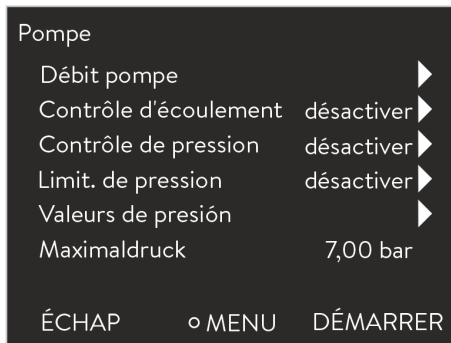 Pompe
Débit pompe
Contrôle d'écoulement désactiver
Contrôle de pression désactiver
Limit. de pression désactiver
Valeurs de presión
Maximaldruck 7,00 bar
ÉCHAP MENU DÉMARRER